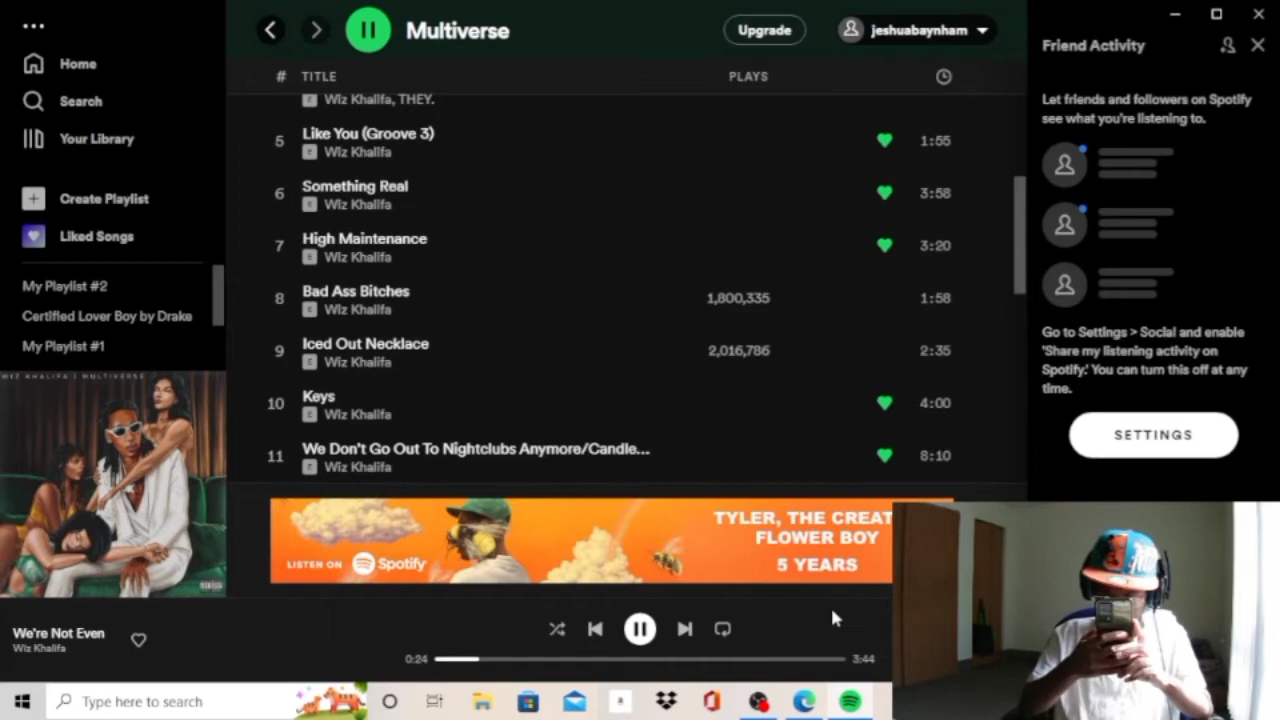 Home
Search
Your Library
Create Playlist
Liked Songs
My Playlist #2
Certified Lover Boy by Drake
My Playlist #1
WIZ KHALIFA | MULTIVERSE
We're Not Even
Wiz Khalifa
Multiverse
Upgrade
jeshuabaynham
# TITLE PLAYS
E Wiz Khalifa, THEY.
5 Like You (Groove 3) 1:55
E Wiz Khalifa
6 Something Real 3:58
E Wiz Khalifa
7 High Maintenance 3:20
E Wiz Khalifa
8 Bad Ass Bitches 1,800,335 1:58
E Wiz Khalifa
9 Iced Out Necklace 2,016,786 2:35
E Wiz Khalifa
10 Keys 4:00
E Wiz Khalifa
11 We Don't Go Out To Nightclubs Anymore/Candle... 8:10
E Wiz Khalifa
LISTEN ON Spotify
TYLER, THE CREAT
FLOWER BOY
5 YEARS
0:24 3:44
Friend Activity
Let friends and followers on Spotify
see what you're listening to.
Go to Settings > Social and enable
'Share my listening activity on
Spotify.' You can turn this off at any
time.
SETTINGS
Type here to search